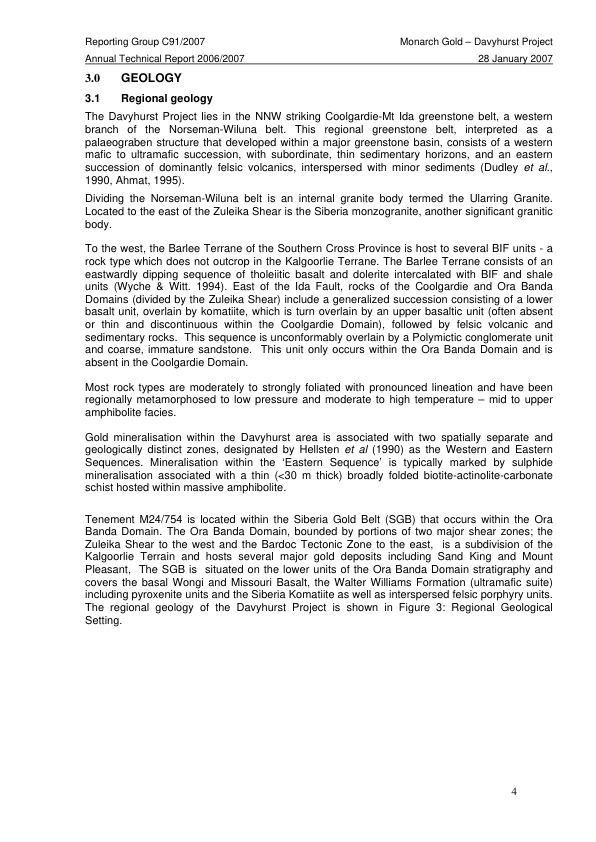 Reporting Group C91/2007 Monarch Gold – Davyhurst Project
Annual Technical Report 2006/2007 28 January 2007
3.0 GEOLOGY
3.1 Regional geology
The Davyhurst Project lies in the NNW striking Coolgardie-Mt Ida greenstone belt, a western
branch of the Norseman-Wiluna belt. This regional greenstone belt, interpreted as a
palaeograben structure that developed within a major greenstone basin, consists of a western
mafic to ultramafic succession, with subordinate, thin sedimentary horizons, and an eastern
succession of dominantly felsic volcanics, interspersed with minor sediments (Dudley et al.,
1990, Ahmat, 1995).
Dividing the Norseman-Wiluna belt is an internal granite body termed the Ularring Granite.
Located to the east of the Zuleika Shear is the Siberia monzogranite, another significant granitic
body.
To the west, the Barlee Terrane of the Southern Cross Province is host to several BIF units - a
rock type which does not outcrop in the Kalgoorlie Terrane. The Barlee Terrane consists of an
eastwardly dipping sequence of tholeiitic basalt and dolerite intercalated with BIF and shale
units (Wyche & Witt. 1994). East of the Ida Fault, rocks of the Coolgardie and Ora Banda
Domains (divided by the Zuleika Shear) include a generalized succession consisting of a lower
basalt unit, overlain by komatiite, which is turn overlain by an upper basaltic unit (often absent
or thin and discontinuous within the Coolgardie Domain), followed by felsic volcanic and
sedimentary rocks. This sequence is unconformably overlain by a Polymictic conglomerate unit
and coarse, immature sandstone. This unit only occurs within the Ora Banda Domain and is
absent in the Coolgardie Domain.
Most rock types are moderately to strongly foliated with pronounced lineation and have been
regionally metamorphosed to low pressure and moderate to high temperature – mid to upper
amphibolite facies.
Gold mineralisation within the Davyhurst area is associated with two spatially separate and
geologically distinct zones, designated by Hellsten et al (1990) as the Western and Eastern
Sequences. Mineralisation within the ‘Eastern Sequence’ is typically marked by sulphide
mineralisation associated with a thin (<30 m thick) broadly folded biotite-actinolite-carbonate
schist hosted within massive amphibolite.
Tenement M24/754 is located within the Siberia Gold Belt (SGB) that occurs within the Ora
Banda Domain. The Ora Banda Domain, bounded by portions of two major shear zones; the
Zuleika Shear to the west and the Bardoc Tectonic Zone to the east, is a subdivision of the
Kalgoorlie Terrain and hosts several major gold deposits including Sand King and Mount
Pleasant, The SGB is situated on the lower units of the Ora Banda Domain stratigraphy and
covers the basal Wongi and Missouri Basalt, the Walter Williams Formation (ultramafic suite)
including pyroxenite units and the Siberia Komatiite as well as interspersed felsic porphyry units.
The regional geology of the Davyhurst Project is shown in Figure 3: Regional Geological
Setting.
4